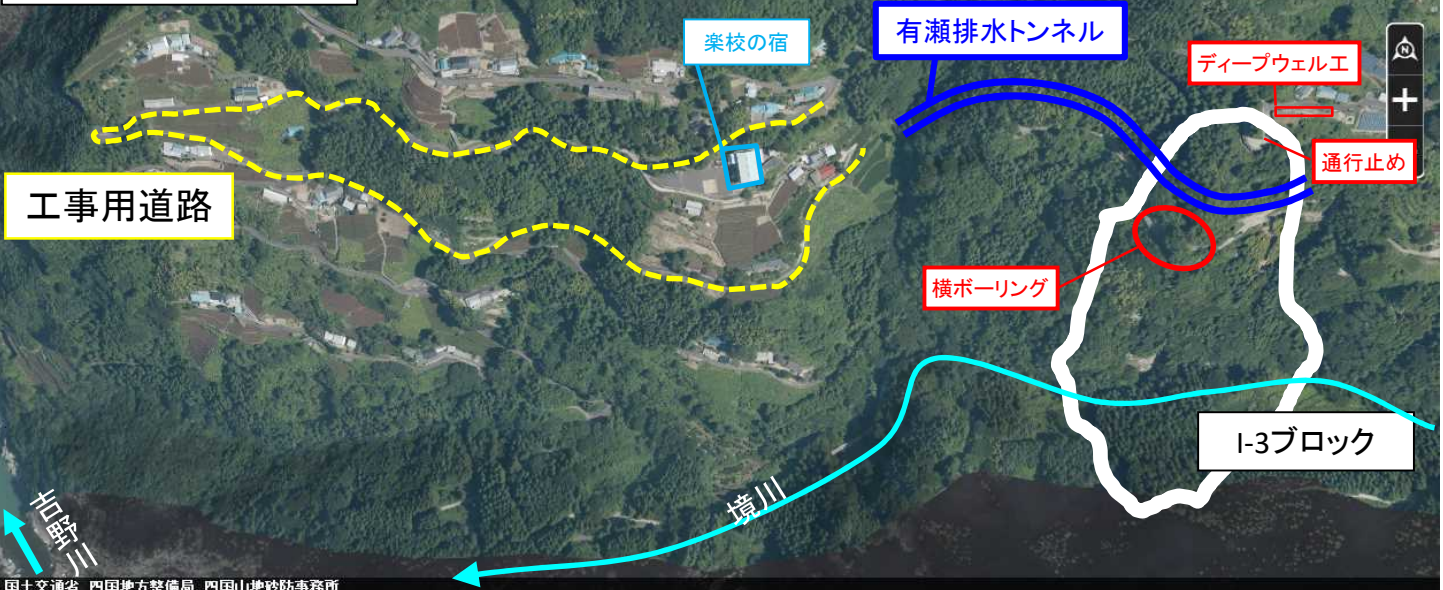 楽校の宿
有瀬排水トンネル
ディープウェル工
N
+
通行止め
工事用道路
横ボーリング
I-3ブロック
境川
吉野川
国土交通省 四国地方整備局 四国山地砂防事務所